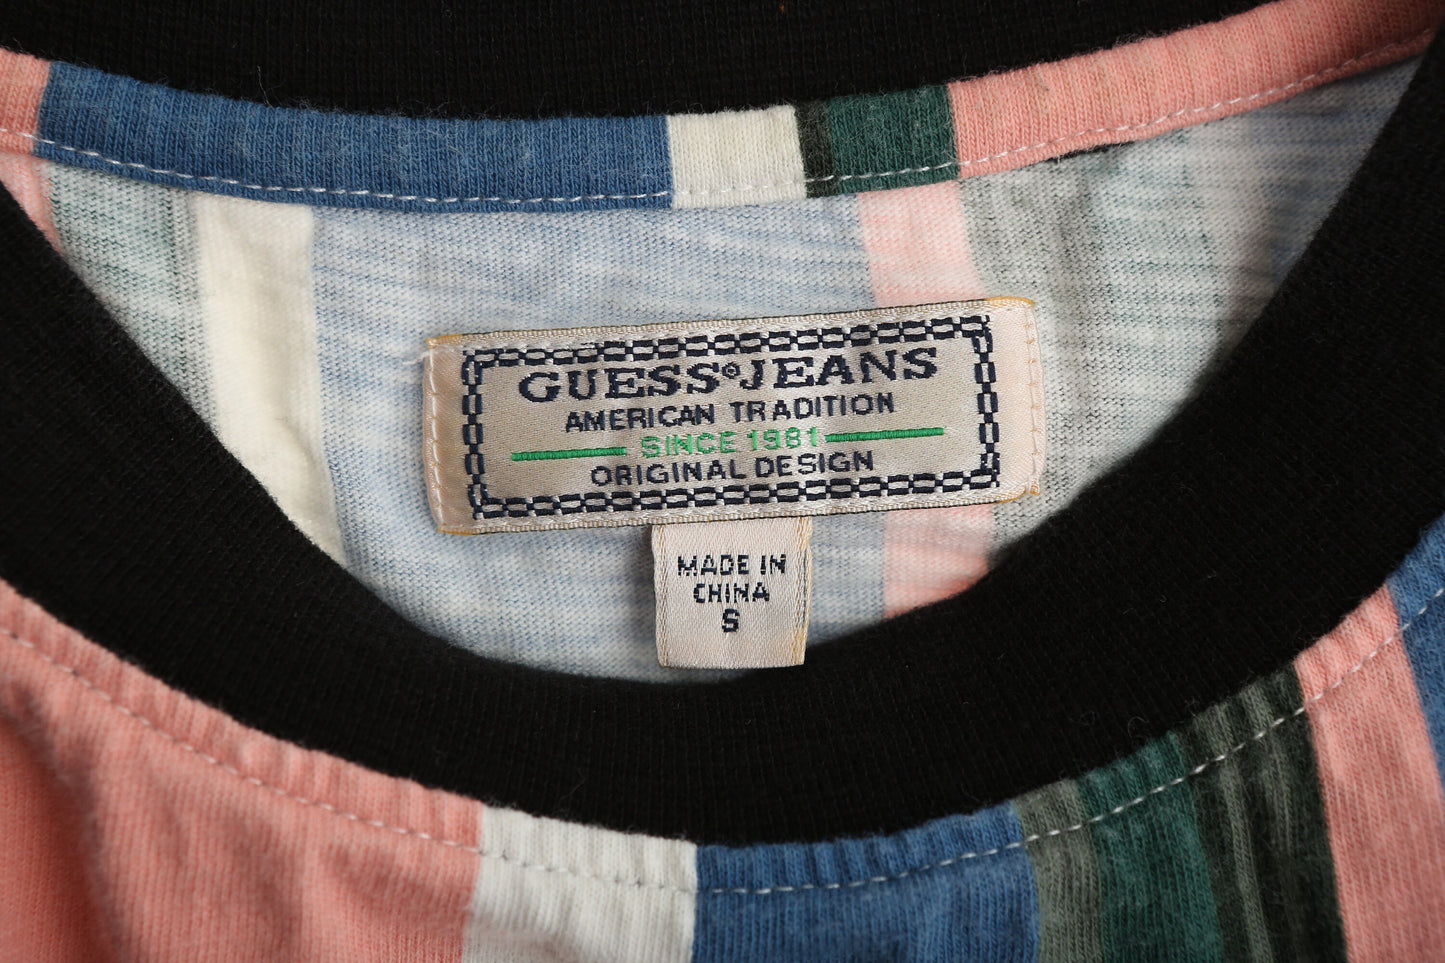 GUESS® JEANS
AMERICAN TRADITION
SINCE 1981
ORIGINAL DESIGN
MADE IN
CHINA
S